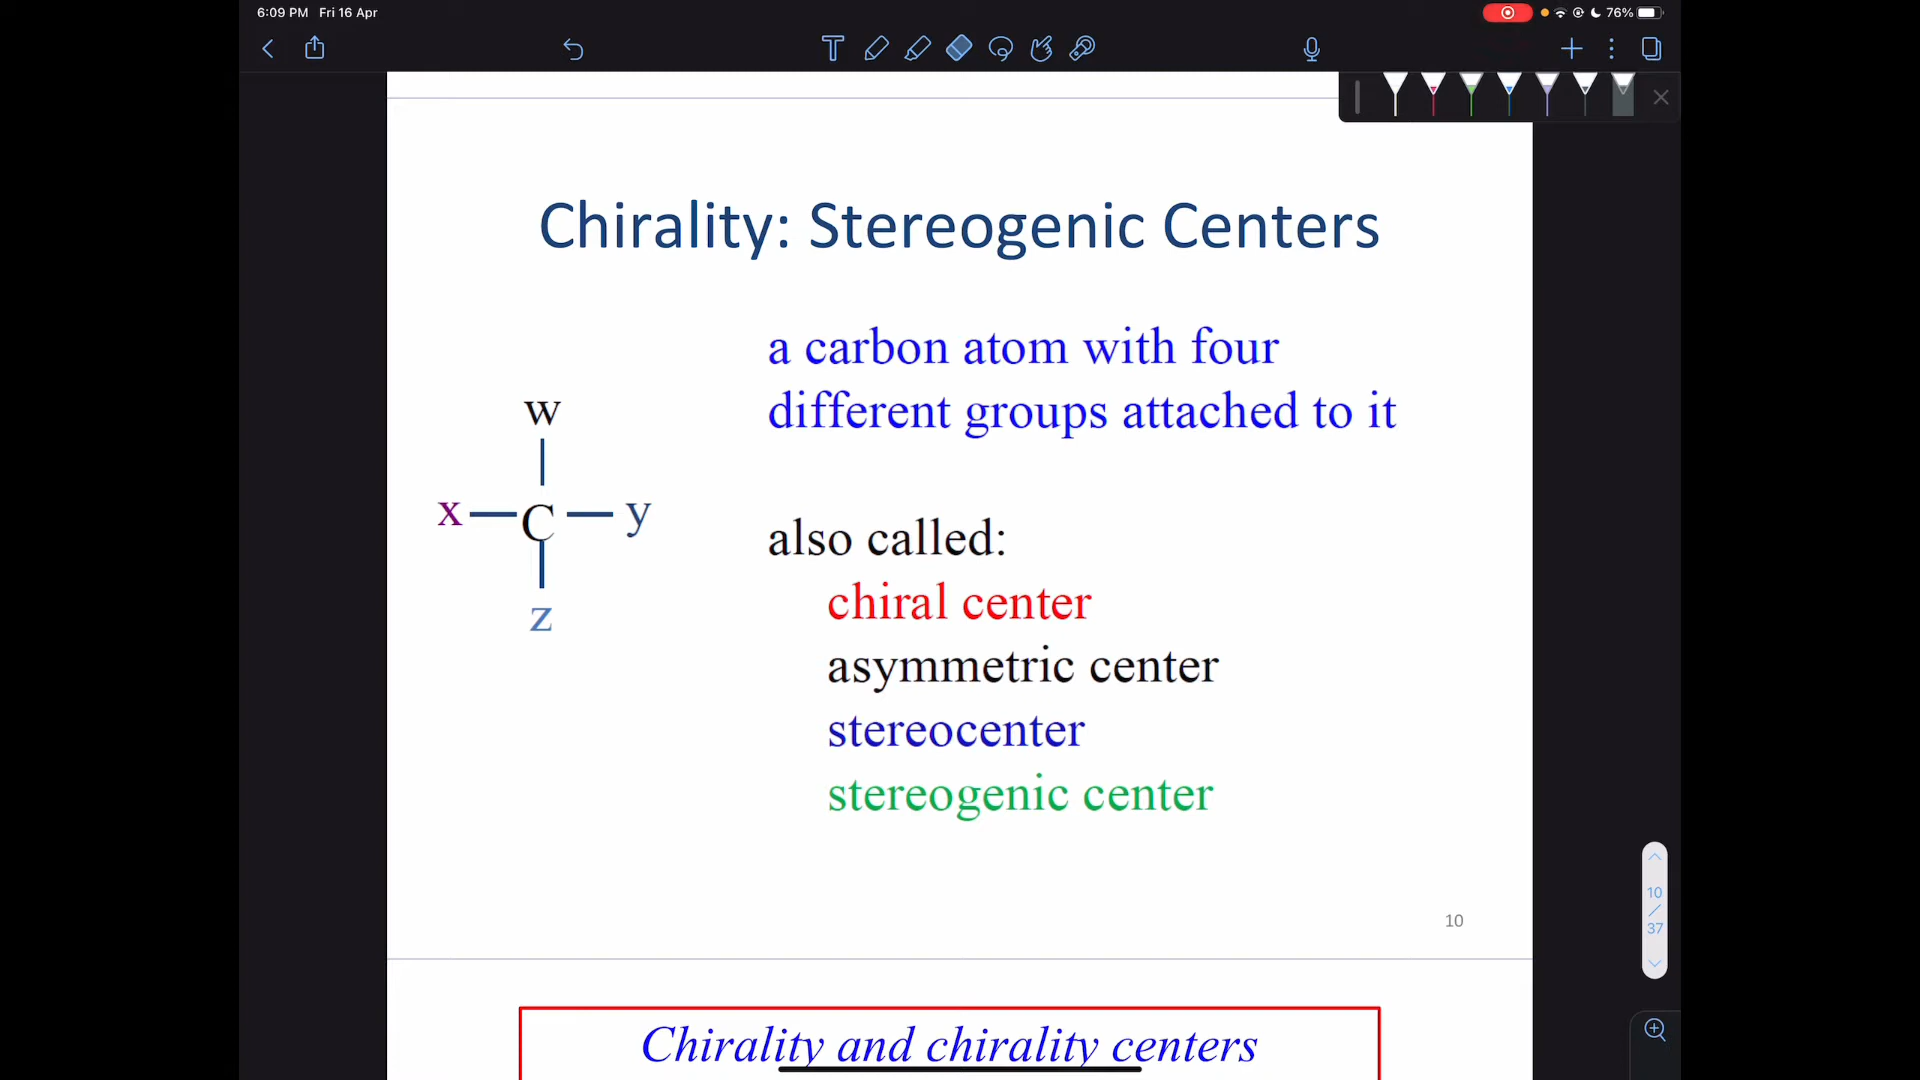 6:09 PM Fri 16 Apr
76%
T
Chirality: Stereogenic Centers
a carbon atom with four
different groups attached to it
w
x C y
z
also called:
chiral center
asymmetric center
stereocenter
stereogenic center
10
10
/
37
Chirality and chirality centers